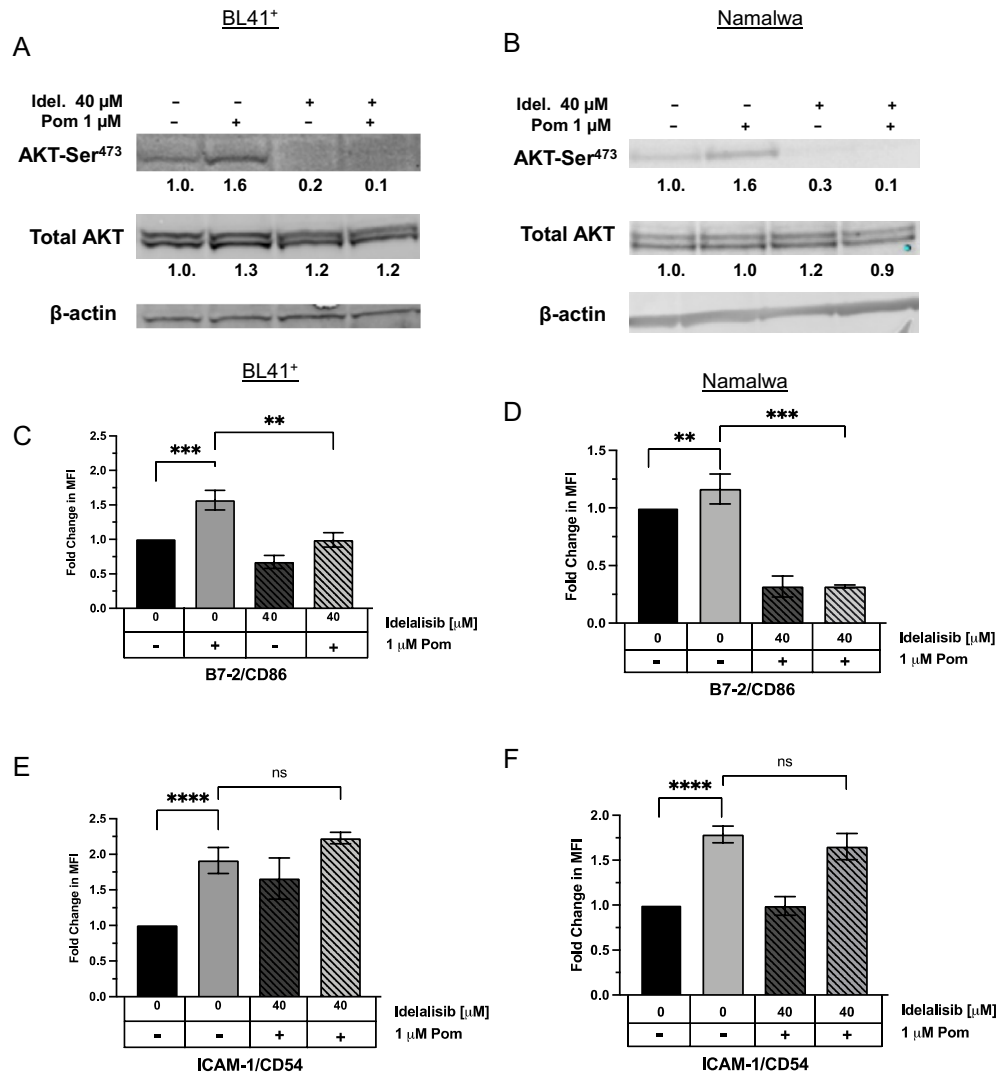 BL41⁺
Namalwa
A
B
Idel. 40 µM – – + +
Pom 1 µM – + – +
AKT-Ser⁴⁷³
1.0. 1.6 0.2 0.1
Total AKT
1.0. 1.3 1.2 1.2
β-actin
Idel. 40 µM – – + +
Pom 1 µM – + – +
AKT-Ser⁴⁷³
1.0. 1.6 0.3 0.1
Total AKT
1.0. 1.0 1.2 0.9
β-actin
BL41⁺
Namalwa
C
*** **
Fold Change in MFI
2.5
2.0
1.5
1.0
0.5
0.0
0 0 40 40 Idelalisib [µM]
- + - + 1 µM Pom
B7-2/CD86
D
** ***
Fold Change in MFI
1.5
1.0
0.5
0.0
0 0 40 40 Idelalisib [µM]
- - + + 1 µM Pom
B7-2/CD86
E
**** ns
Fold Change in MFI
2.5
2.0
1.5
1.0
0.5
0.0
0 0 40 40 Idelalisib [µM]
- - + + 1 µM Pom
ICAM-1/CD54
F
**** ns
Fold Change in MFI
2.0
1.5
1.0
0.5
0.0
0 0 40 40 Idelalisib [µM]
- - + + 1 µM Pom
ICAM-1/CD54